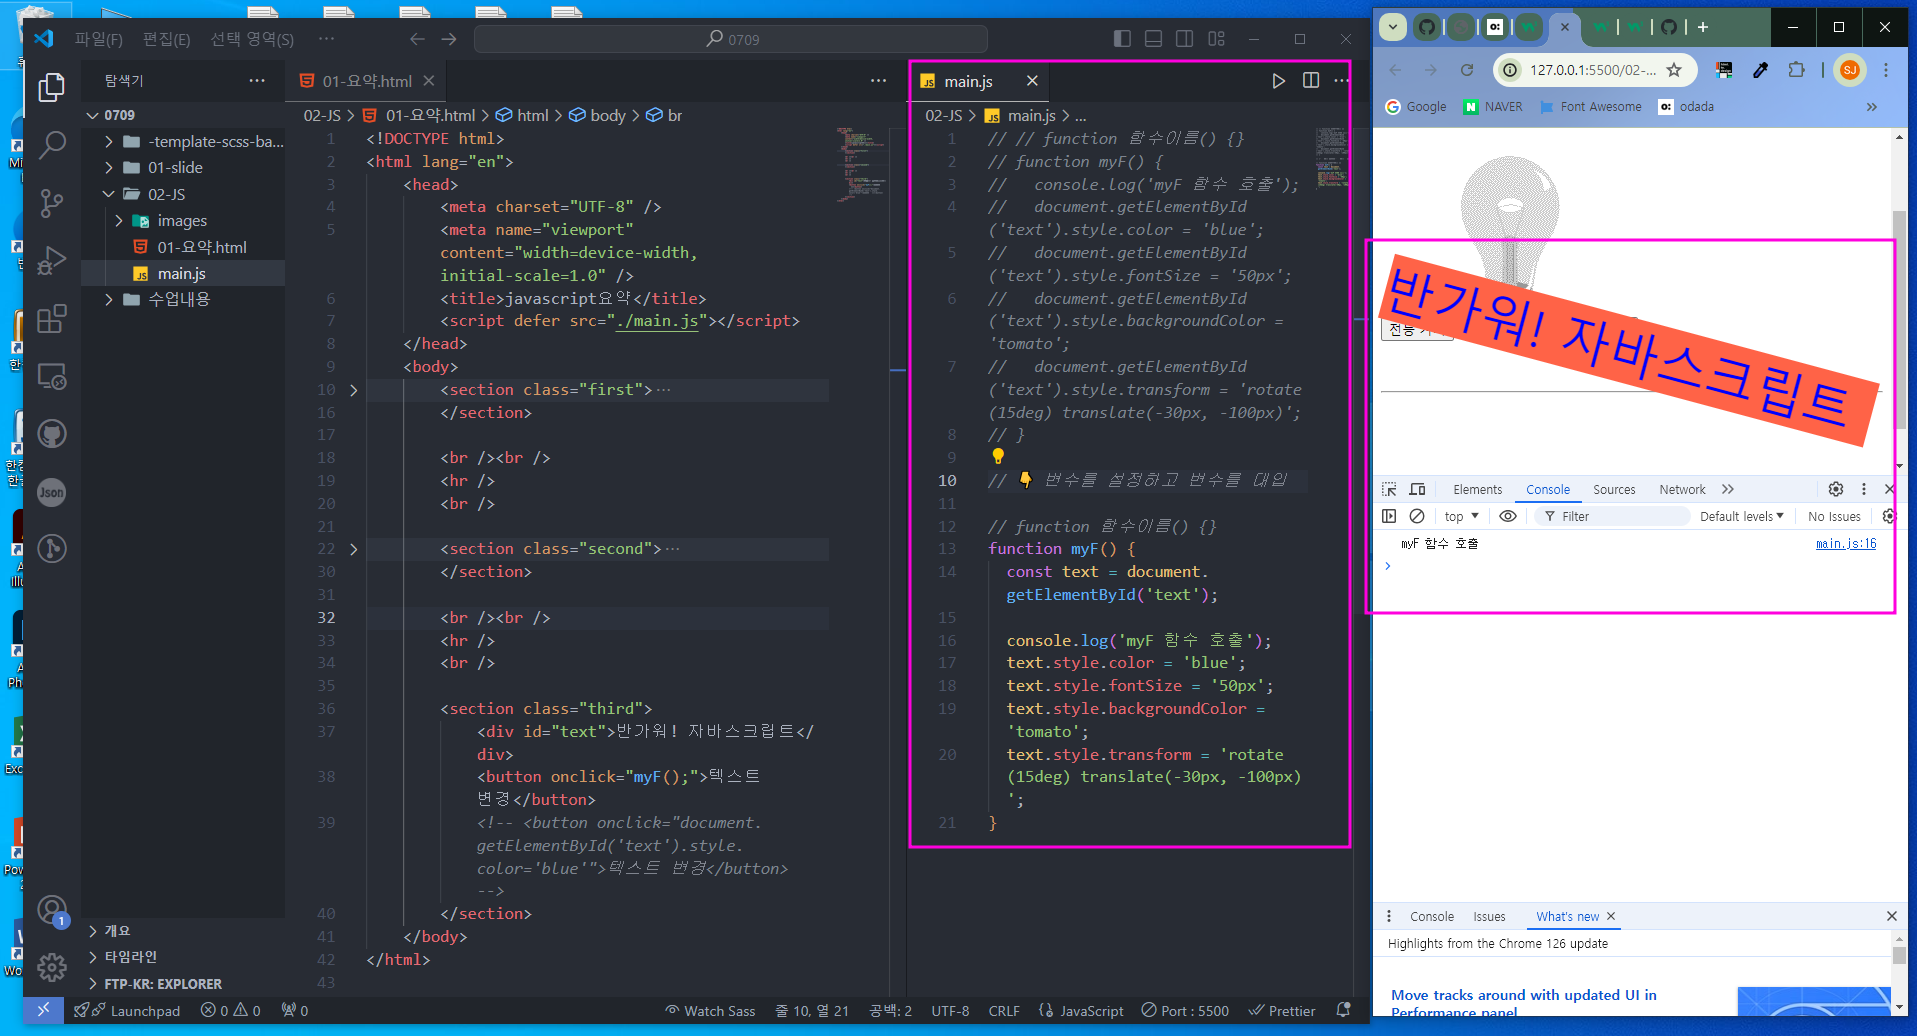 파일(F) 편집(E) 선택 영역(S) ···
0709
탐색기
0709
-template-scss-ba...
01-slide
02-JS
images
01-요약.html
main.js
수업내용
개요
타임라인
FTP-KR: EXPLORER
Json
1
01-요약.html
02-JS > 01-요약.html > html > body > br
1 <!DOCTYPE html>
2 <html lang="en">
3 <head>
4 <meta charset="UTF-8" />
5 <meta name="viewport"
content="width=device-width,
initial-scale=1.0" />
6 <title>javascript요약</title>
7 <script defer src="./main.js"></script>
8 </head>
9 <body>
10 <section class="first">···
16 </section>
17
18 <br /><br />
19 <hr />
20 <br />
21
22 <section class="second">···
30 </section>
31
32 <br /><br />
33 <hr />
34 <br />
35
36 <section class="third">
37 <div id="text">반가워! 자바스크립트</
div>
38 <button onclick="myF();">텍스트
변경</button>
39 <!-- <button onclick="document.
getElementById('text').style.
color='blue'">텍스트 변경</button>
-->
40 </section>
41 </body>
42 </html>
43
main.js
02-JS > main.js > ...
1 // // function 함수이름() {}
2 // function myF() {
3 //   console.log('myF 함수 호출');
4 //   document.getElementById
('text').style.color = 'blue';
5 //   document.getElementById
('text').style.fontSize = '50px';
6 //   document.getElementById
('text').style.backgroundColor =
'tomato';
7 //   document.getElementById
('text').style.transform = 'rotate
(15deg) translate(-30px, -100px)';
8 // }
9
10 // 👇 변수를 설정하고 변수를 대입
11
12 // function 함수이름() {}
13 function myF() {
14 const text = document.
getElementById('text');
15
16 console.log('myF 함수 호출');
17 text.style.color = 'blue';
18 text.style.fontSize = '50px';
19 text.style.backgroundColor =
'tomato';
20 text.style.transform = 'rotate
(15deg) translate(-30px, -100px)
';
21 }
Launchpad 0 0 0 Watch Sass 줄 10, 열 21 공백: 2 UTF-8 CRLF JavaScript Port : 5500 Prettier
127.0.0.1:5500/02-... SJ
Google NAVER Font Awesome odada
반가워! 자바스크립트
전등
Elements Console Sources Network
top Filter Default levels No Issues
myF 함수 호출 main.js:16
Console Issues What's new
Highlights from the Chrome 126 update
Move tracks around with updated UI in
Performance panel